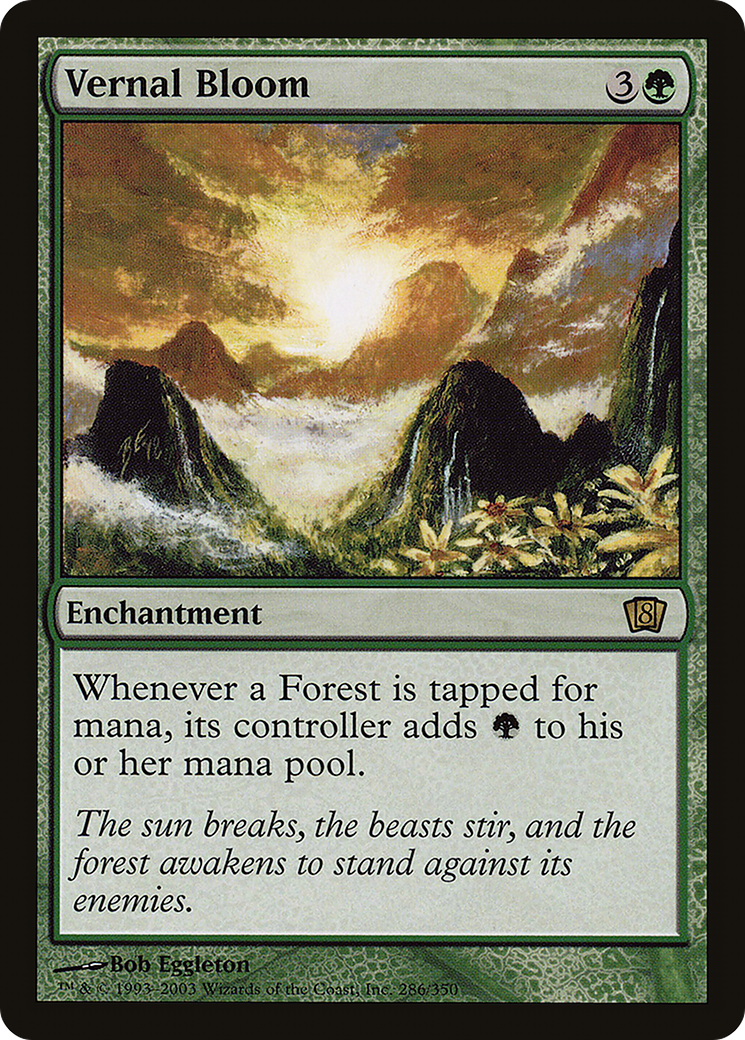 Vernal Bloom 3
Enchantment 8
Whenever a Forest is tapped for
mana, its controller adds to his
or her mana pool.
The sun breaks, the beasts stir, and the
forest awakens to stand against its
enemies.
Bob Eggleton
™ & © 1993–2003 Wizards of the Coast, Inc. 286/350